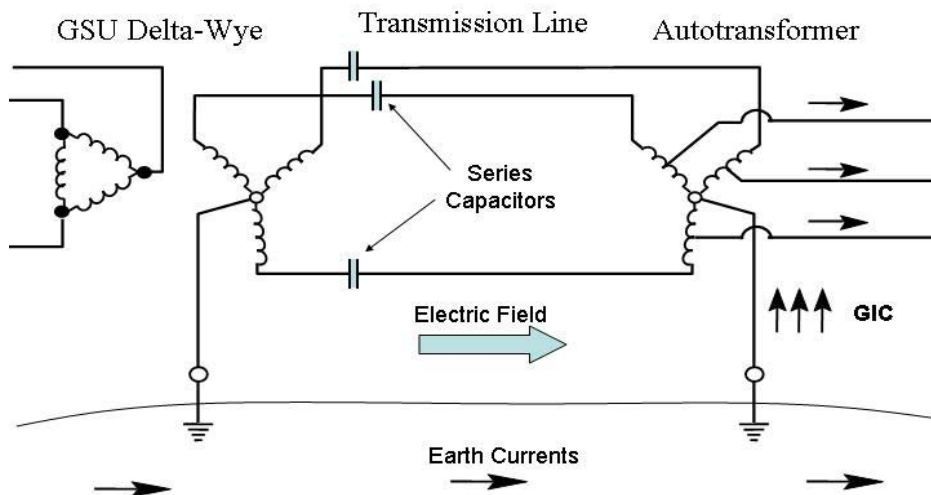 GSU Delta-Wye
Transmission Line
Autotransformer
Series
Capacitors
Electric Field
GIC
Earth Currents